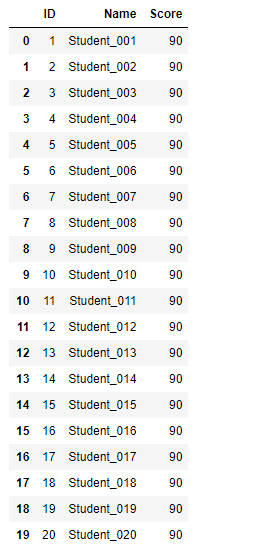 ID Name Score
0 1 Student_001 90
1 2 Student_002 90
2 3 Student_003 90
3 4 Student_004 90
4 5 Student_005 90
5 6 Student_006 90
6 7 Student_007 90
7 8 Student_008 90
8 9 Student_009 90
9 10 Student_010 90
10 11 Student_011 90
11 12 Student_012 90
12 13 Student_013 90
13 14 Student_014 90
14 15 Student_015 90
15 16 Student_016 90
16 17 Student_017 90
17 18 Student_018 90
18 19 Student_019 90
19 20 Student_020 90